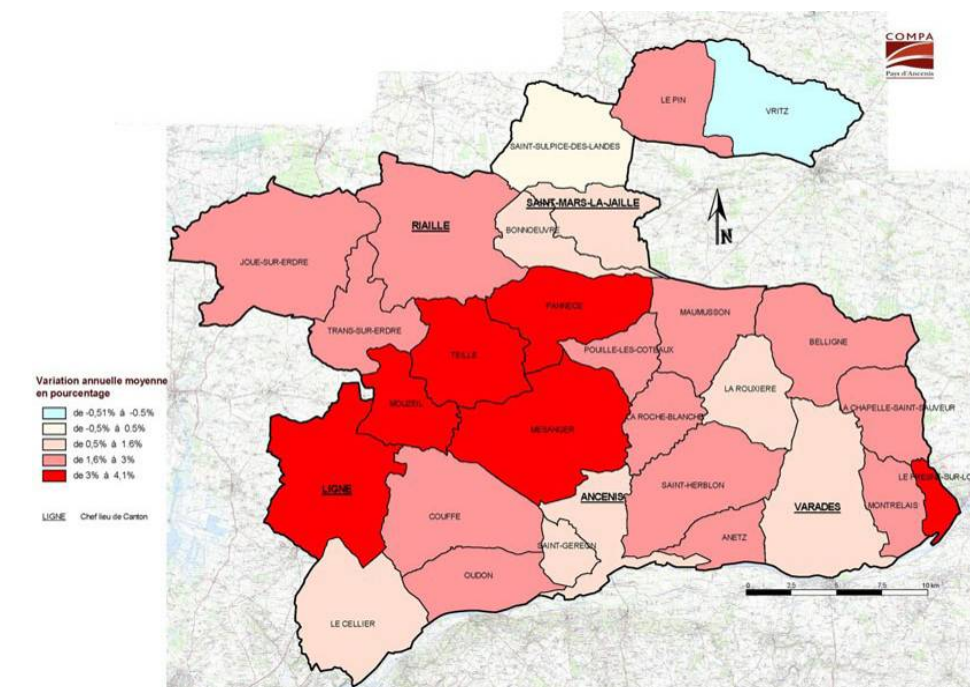 COMPA
Pays d'Ancenis
LE PIN
VRITZ
SAINT-SULPICE-DES-LANDES
SAINT-MARS-LA-JAILLE
RIAILLE
BONNOEUVRE
N
JOUE-SUR-ERDRE
PANNECE
MAUMUSSON
TRANS-SUR-ERDRE
BELLIGNE
TEILLE
POUILLE-LES-COTEAUX
Variation annuelle moyenne
en pourcentage
de -0,51% à -0.5%
de -0,5% à 0.5%
de 0,5% à 1.6%
de 1,6% à 3%
de 3% à 4,1%
LIGNE Chef lieu de Canton
LA ROUXIERE
MOUZEIL
LA ROCHE-BLANCHE
LA CHAPELLE-SAINT-SAUVEUR
MESANGER
LIGNE
ANCENIS
SAINT-HERBLON
LE FRESNE-SUR-LO
VARADES
MONTRELAIS
COUFFE
SAINT-GEREON
ANETZ
OUDON
LE CELLIER
0 2,5 5 7,5 10 km